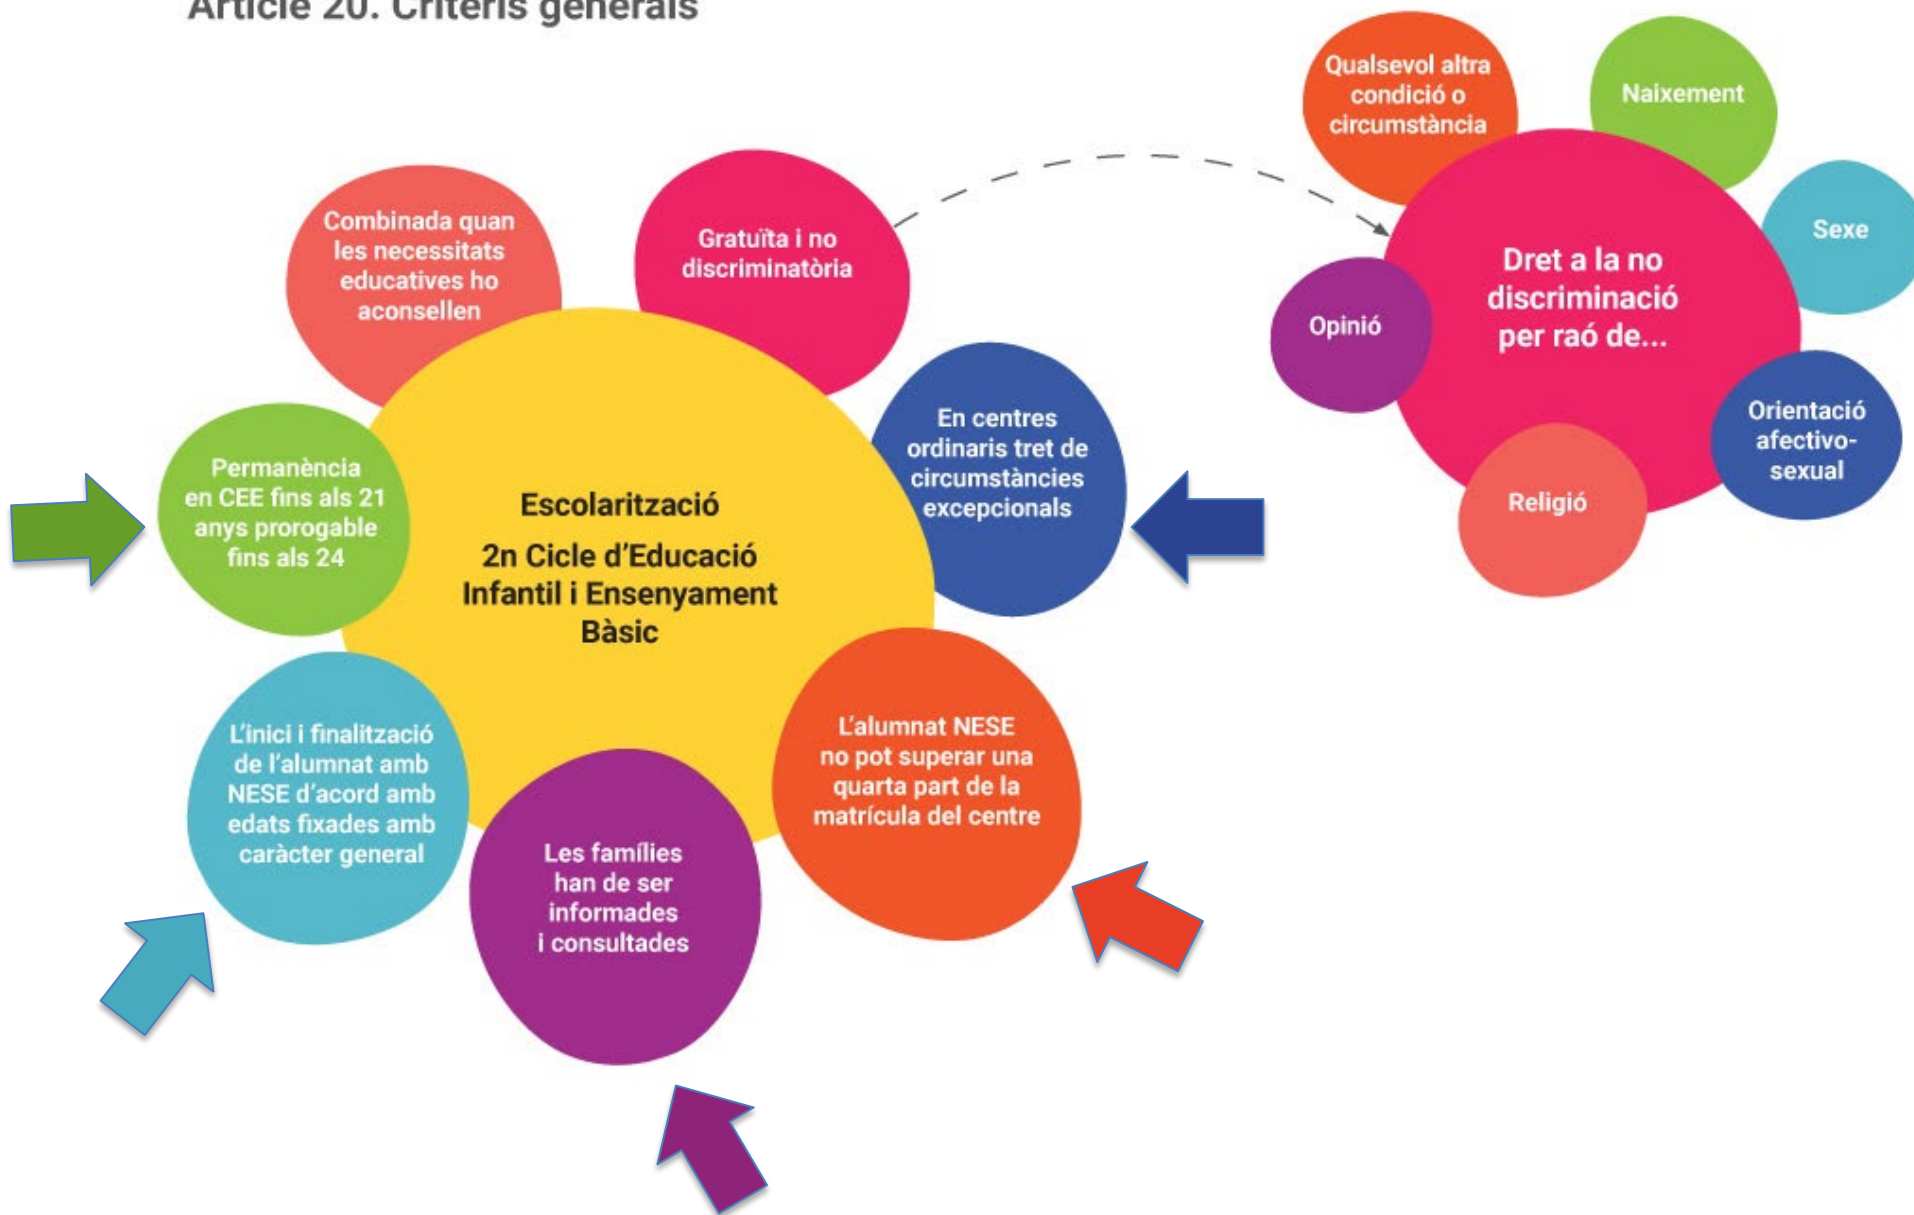 Article 20. Criteris generals
Combinada quan
les necessitats
educatives ho
aconsellen
Gratuïta i no
discriminatòria
En centres
ordinaris tret de
circumstàncies
excepcionals
Permanència
en CEE fins als 21
anys prorogable
fins als 24
Escolarització
2n Cicle d'Educació
Infantil i Ensenyament
Bàsic
L'inici i finalització
de l'alumnat amb
NESE d'acord amb
edats fixades amb
caràcter general
Les famílies
han de ser
informades
i consultades
L'alumnat NESE
no pot superar una
quarta part de la
matrícula del centre
Qualsevol altra
condició o
circumstància
Naixement
Sexe
Dret a la no
discriminació
per raó de...
Opinió
Orientació
afectivo-
sexual
Religió